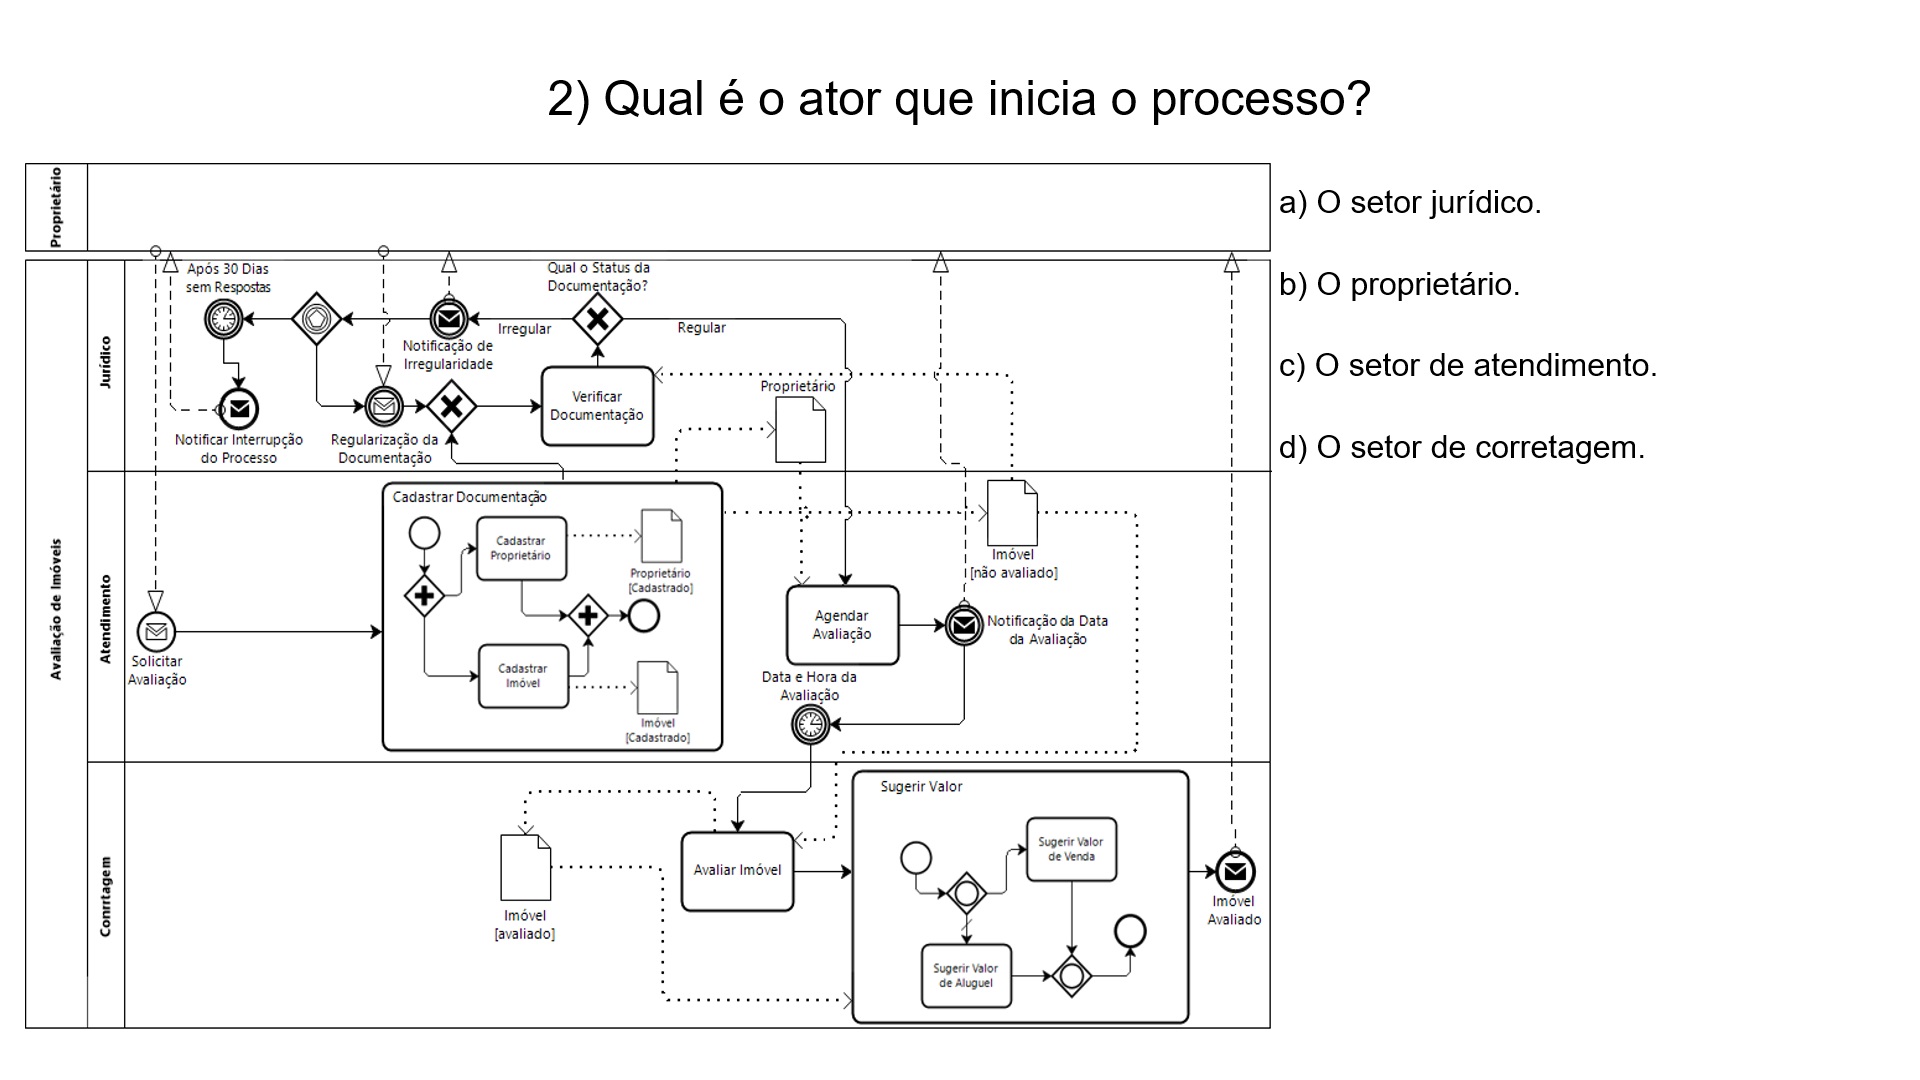 2) Qual é o ator que inicia o processo?
Proprietário
a) O setor jurídico.
b) O proprietário.
c) O setor de atendimento.
d) O setor de corretagem.
Avaliação de Imóveis
Jurídico
Após 30 Dias
sem Respostas
Qual o Status da
Documentação?
Irregular
Regular
Notificação de
Irregularidade
Verificar
Documentação
Proprietário
Notificar Interrupção
do Processo
Regularização da
Documentação
Atendimento
Solicitar
Avaliação
Cadastrar Documentação
Cadastrar
Proprietário
Proprietário
[Cadastrado]
Cadastrar
Imóvel
Imóvel
[Cadastrado]
Imóvel
[não avaliado]
Agendar
Avaliação
Notificação da Data
da Avaliação
Data e Hora da
Avaliação
Conrrtagem
Imóvel
[avaliado]
Avaliar Imóvel
Sugerir Valor
Sugerir Valor
de Venda
Sugerir Valor
de Aluguel
Imóvel
Avaliado